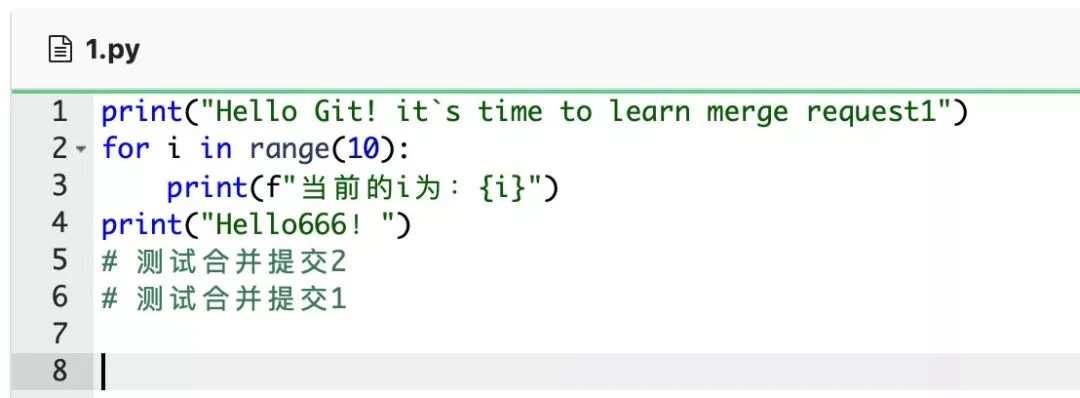 1.py
1 print("Hello Git! it`s time to learn merge request1")
2 for i in range(10):
3     print(f"当前的i为：{i}")
4 print("Hello666！")
5 # 测试合并提交2
6 # 测试合并提交1
7
8